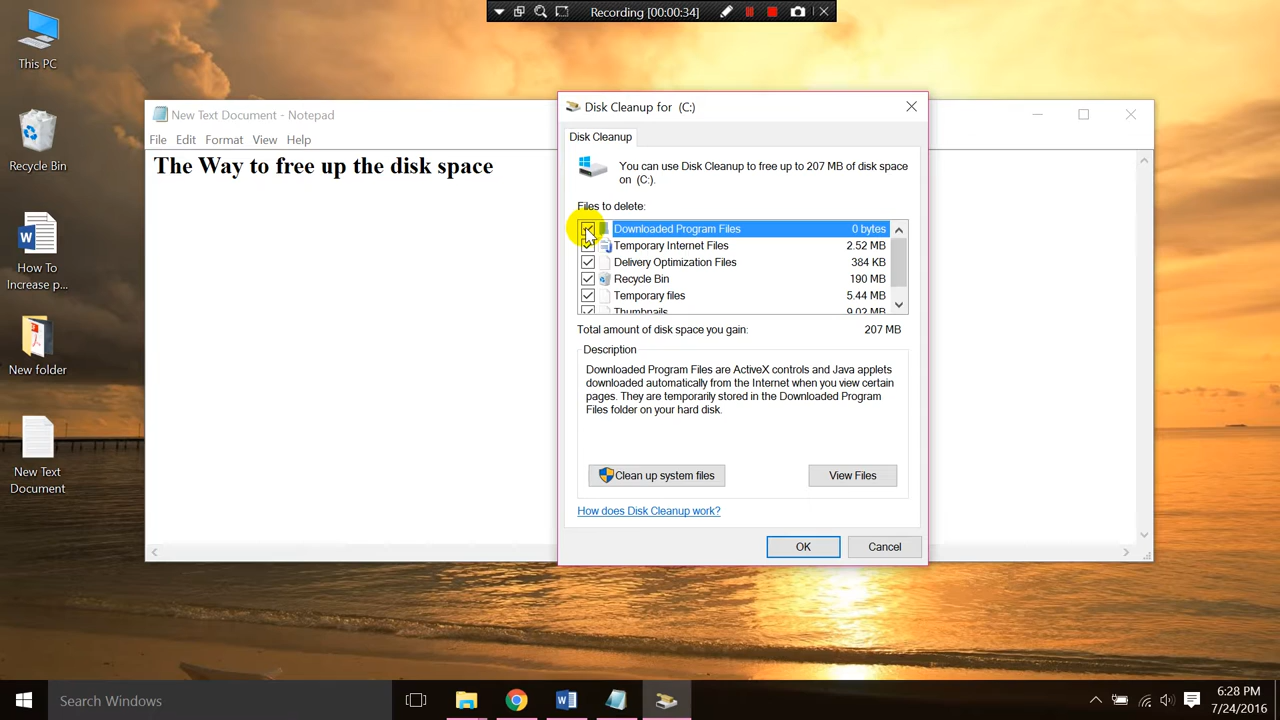 Recording [00:00:34]
This PC
Recycle Bin
How To
Increase p...
New folder
New Text
Document
New Text Document - Notepad
File Edit Format View Help
The Way to free up the disk space
Disk Cleanup for (C:)
Disk Cleanup
You can use Disk Cleanup to free up to 207 MB of disk space
on (C:).
Files to delete:
Downloaded Program Files 0 bytes
Temporary Internet Files 2.52 MB
Delivery Optimization Files 384 KB
Recycle Bin 190 MB
Temporary files 5.44 MB
Thumbnails 9.02 MB
Total amount of disk space you gain: 207 MB
Description
Downloaded Program Files are ActiveX controls and Java applets
downloaded automatically from the Internet when you view certain
pages. They are temporarily stored in the Downloaded Program
Files folder on your hard disk.
Clean up system files
View Files
How does Disk Cleanup work?
OK
Cancel
Search Windows
6:28 PM
7/24/2016